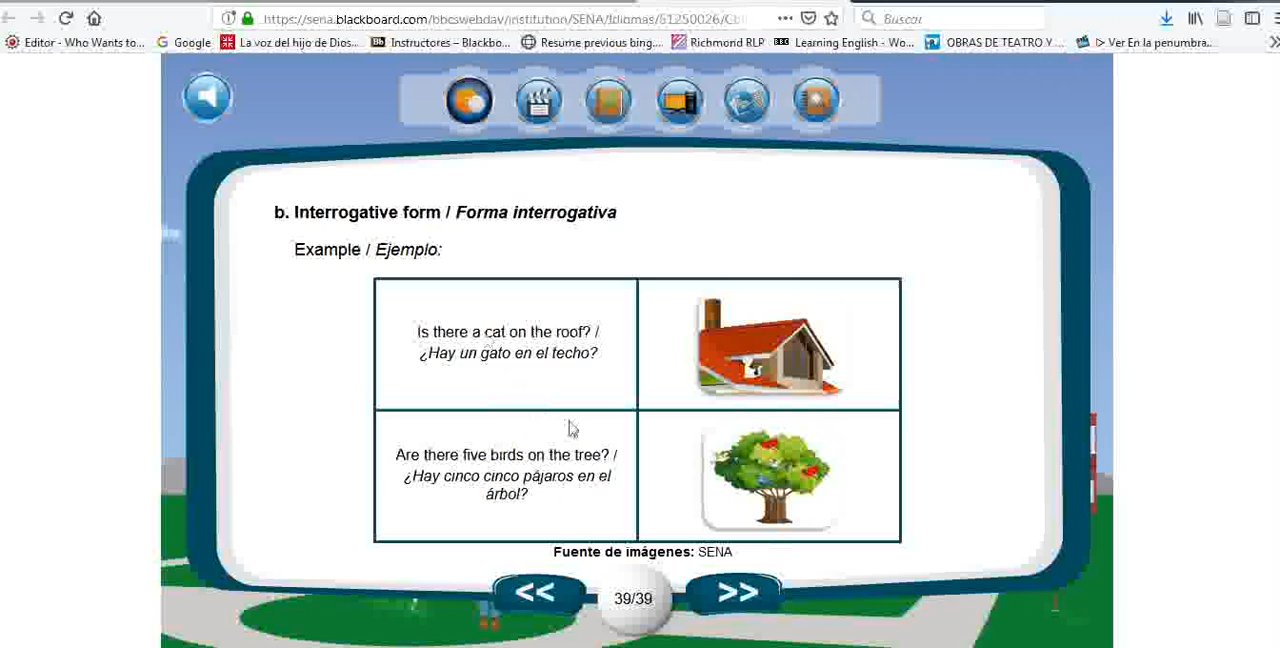 https://sena.blackboard.com/bbcswebdav/institution/SENA/Idiomas/51250026/C
Buscar
Editor - Who Wants to...
Google
La voz del hijo de Dios...
Instructores – Blackbo...
Resume previous bing...
Richmond RLP
Learning English - Wo...
OBRAS DE TEATRO Y ...
Ver En la penumbra...
b. Interrogative form / Forma interrogativa
Example / Ejemplo:
Is there a cat on the roof? /
¿Hay un gato en el techo?
Are there five birds on the tree? /
¿Hay cinco cinco pájaros en el
árbol?
Fuente de imágenes: SENA
<<
39/39
>>